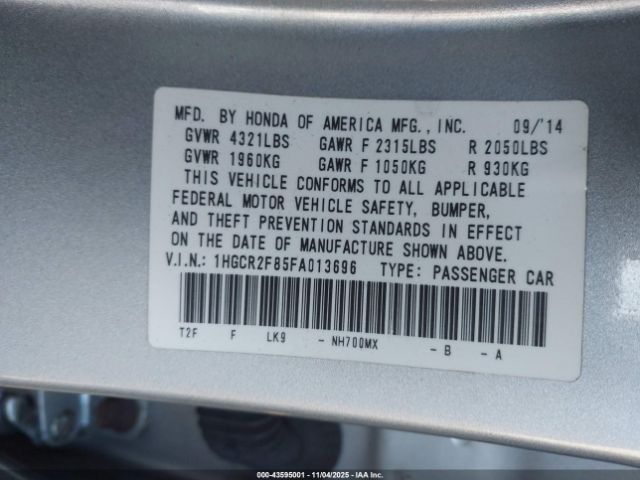 MFD. BY HONDA OF AMERICA MFG., INC. 09/'14
GVWR 4321LBS GAWR F 2315LBS R 2050LBS
GVWR 1960KG GAWR F 1050KG R 930KG
THIS VEHICLE CONFORMS TO ALL APPLICABLE
FEDERAL MOTOR VEHICLE SAFETY, BUMPER,
AND THEFT PREVENTION STANDARDS IN EFFECT
ON THE DATE OF MANUFACTURE SHOWN ABOVE.
V.I.N.: 1HGCR2F85FA013696 TYPE: PASSENGER CAR
T2F F LK9 - NH700MX - B - A
000-43595001 - 11/04/2025 - IAA Inc.